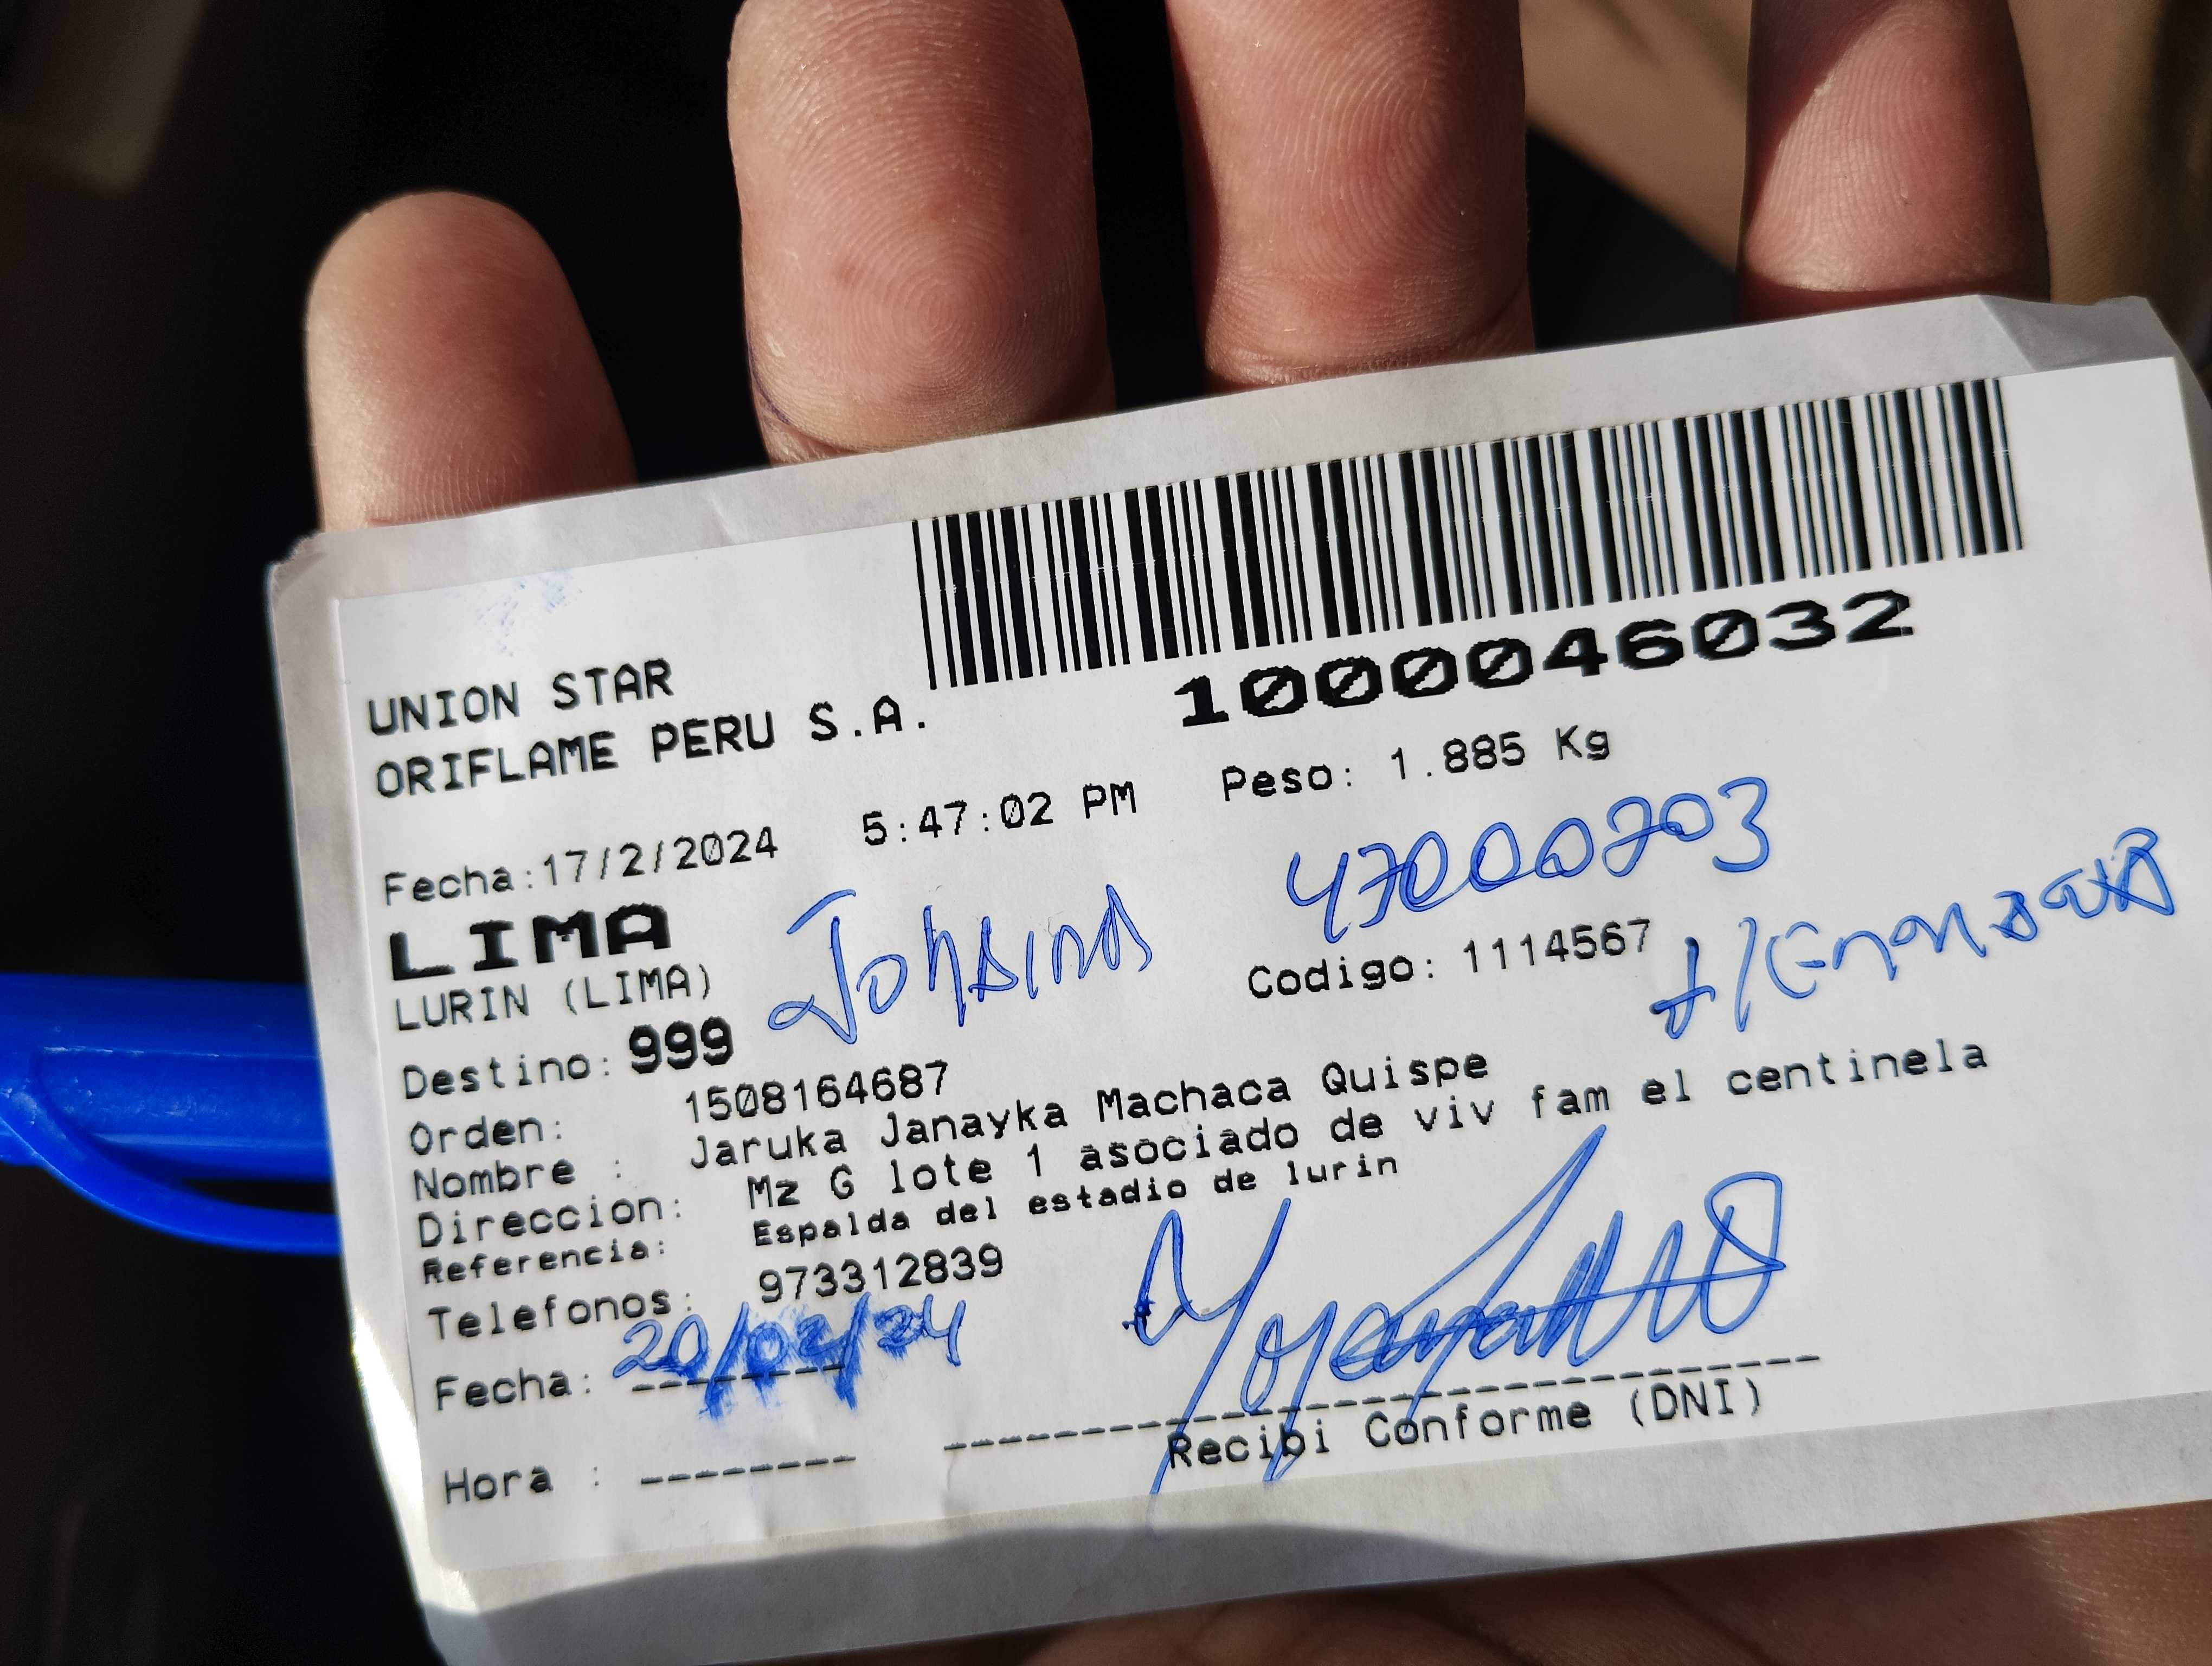 1000046032
UNION STAR
ORIFLAME PERU S.A.
Fecha:17/2/2024 5:47:02 PM Peso: 1.885 Kg
47000703
LIMA
LURIN (LIMA)
Johsina
Destino: 999 Codigo: 1114567
Orden: 1508164687
Nombre : Jaruka Janayka Machaca Quispe
Direccion: Mz G lote 1 asociado de viv fam el centinela
Referencia: Espalda del estadio de lurin
Telefonos: 973312839
Fecha: 20/02/24
Hora : --------
Recibi Conforme (DNI)